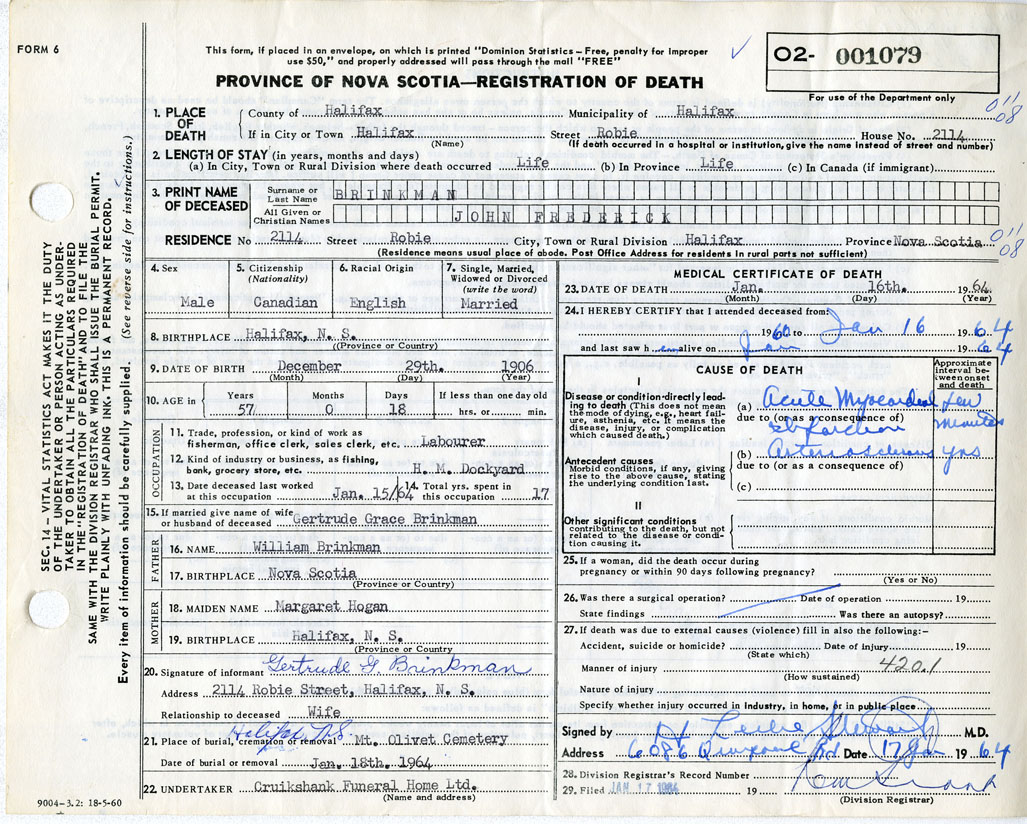 FORM 6
This form, if placed in an envelope, on which is printed "Dominion Statistics - Free, penalty for improper
use $50," and properly addressed will pass through the mail "FREE"
O2- 001079
For use of the Department only
PROVINCE OF NOVA SCOTIA—REGISTRATION OF DEATH
011
08
1. PLACE OF DEATH County of Halifax Municipality of Halifax
If in City or Town Halifax Street Robie House No. 2114
(Name) (If death occurred in a hospital or institution, give the name instead of street and number)
2. LENGTH OF STAY (in years, months and days)
(a) In City, Town or Rural Division where death occurred Life (b) In Province Life (c) In Canada (if immigrant)
3. PRINT NAME OF DECEASED Surname or Last Name BRINKMAN
All Given or Christian Names JOHN FREDERICK
RESIDENCE No 2114 Street Robie City, Town or Rural Division Halifax Province Nova Scotia
011
08
(Residence means usual place of abode. Post Office Address for residents in rural parts not sufficient)
4. Sex Male
5. Citizenship (Nationality) Canadian
6. Racial Origin English
7. Single, Married, Widowed or Divorced (write the word) Married
8. BIRTHPLACE Halifax, N. S.
(Province or Country)
9. DATE OF BIRTH December 29th. 1906
(Month) (Day) (Year)
10. AGE in Years 57 Months 0 Days 18 If less than one day old hrs. or min.
OCCUPATION
11. Trade, profession, or kind of work as
fisherman, office clerk, sales clerk, etc. Labourer
12. Kind of industry or business, as fishing,
bank, grocery store, etc. H. M. Dockyard
13. Date deceased last worked at this occupation Jan. 15/64 14. Total yrs. spent in this occupation 17
15. If married give name of wife
or husband of deceased Gertrude Grace Brinkman
FATHER
16. NAME William Brinkman
17. BIRTHPLACE Nova Scotia
(Province or Country)
MOTHER
18. MAIDEN NAME Margaret Hogan
19. BIRTHPLACE Halifax, N. S.
(Province or Country
20. Signature of informant Gertrude G Brinkman
Address 2114 Robie Street, Halifax, N. S.
Relationship to deceased Wife
Halifax NS
21. Place of burial, cremation or removal Mt. Olivet Cemetery
Date of burial or removal Jan. 18th. 1964
22. UNDERTAKER Cruikshank Funeral Home Ltd.
(Name and address)
MEDICAL CERTIFICATE OF DEATH
23. DATE OF DEATH Jan. 16th. 1964
(Month) (Day) (Year)
24. I HEREBY CERTIFY that I attended deceased from:
1960 to Jan 16 1964
and last saw h im alive on Jan 1964
CAUSE OF DEATH
Approximate interval between onset and death
I
Disease or condition-directly leading to death (This does not mean the mode of dying, e.g., heart failure, asthenia, etc. It means the disease, injury, or complication which caused death.)
(a) Acute Myocardial few
due to (or as a consequence of) minutes
Infarction
(b) Arteriosclerosis yrs
Antecedent causes
Morbid conditions, if any, giving rise to the above cause, stating the underlying condition last.
due to (or as a consequence of)
(c)
II
Other significant conditions
contributing to the death, but not related to the disease or condition causing it.
25. If a woman, did the death occur during
pregnancy or within 90 days following pregnancy?
(Yes or No)
26. Was there a surgical operation? Date of operation 19
State findings Was there an autopsy?
27. If death was due to external causes (violence) fill in also the following:-
Accident, suicide or homicide? Date of injury 19
(State which)
Manner of injury 420.1
(How sustained)
Nature of injury
Specify whether injury occurred in Industry, in home, or in public place
Signed by Dr Leslie M.D.
Address 6086 Rd Date 17 Jan 1964
28. Division Registrar's Record Number
29. Filed JAN 17 1964 19
(Division Registrar)
SEC. 14 - VITAL STATISTICS ACT MAKES IT THE DUTY
OF THE UNDERTAKER OR PERSON ACTING AS UNDER-
TAKER TO OBTAIN ALL THE PARTICULARS REQUIRED
IN THE "REGISTRATION OF DEATH" AND TO FILE THE
SAME WITH THE DIVISION REGISTRAR WHO SHALL ISSUE THE BURIAL PERMIT.
WRITE PLAINLY WITH UNFADING INK. THIS IS A PERMANENT RECORD.
Every item of information should be carefully supplied. (See reverse side for instructions.)
9004-3.2: 18-5-60